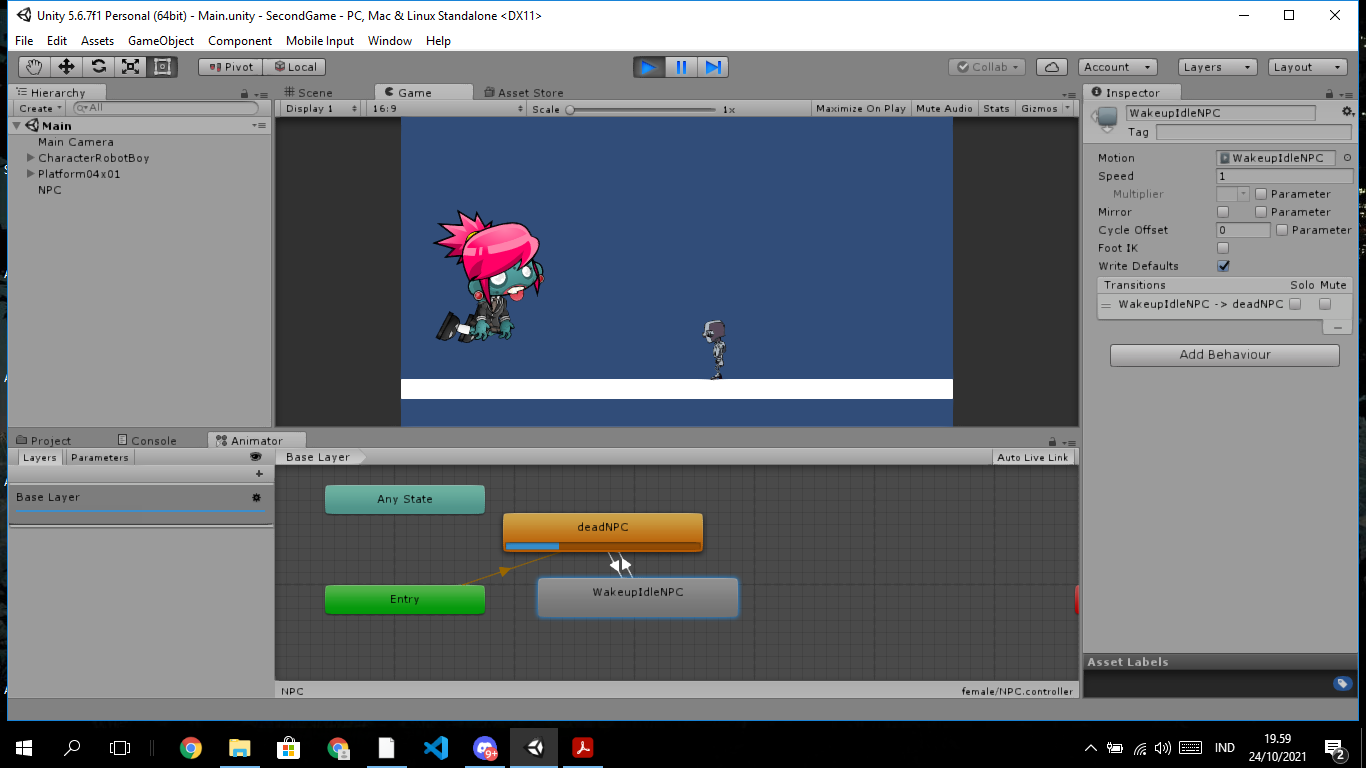 Unity 5.6.7f1 Personal (64bit) - Main.unity - SecondGame - PC, Mac & Linux Standalone <DX11>
File Edit Assets GameObject Component Mobile Input Window Help
Pivot Local Collab Account Layers Layout
Hierarchy
Create All
Main
Main Camera
CharacterRobotBoy
Platform04x01
NPC
Scene Game Asset Store
Display 1 16:9 Scale 1x Maximize On Play Mute Audio Stats Gizmos
Inspector
WakeupIdleNPC
Tag
Motion WakeupIdleNPC
Speed 1
Multiplier Parameter
Mirror Parameter
Cycle Offset 0 Parameter
Foot IK
Write Defaults
Transitions Solo Mute
WakeupIdleNPC -> deadNPC
Add Behaviour
Asset Labels
Project Console Animator
Layers Parameters
Base Layer
Base Layer Auto Live Link
Any State
deadNPC
Entry
WakeupIdleNPC
NPC female/NPC.controller
9+
IND
19.59
24/10/2021
2